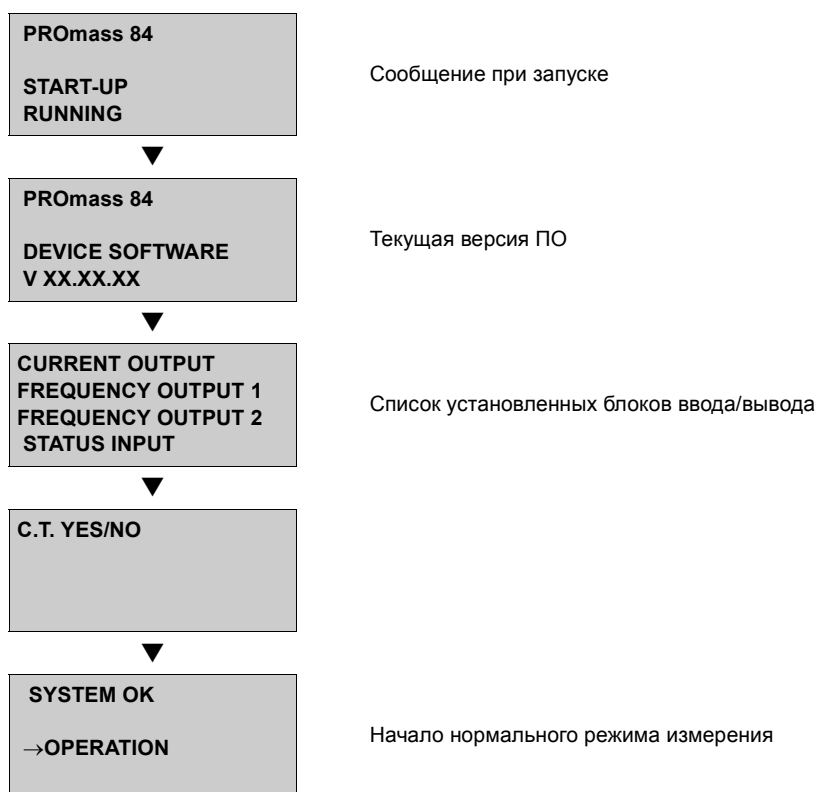 PROmass 84
START-UP
RUNNING
Сообщение при запуске
PROmass 84
DEVICE SOFTWARE
V XX.XX.XX
Текущая версия ПО
CURRENT OUTPUT
FREQUENCY OUTPUT 1
FREQUENCY OUTPUT 2
STATUS INPUT
Список установленных блоков ввода/вывода
C.T. YES/NO
SYSTEM OK
→OPERATION
Начало нормального режима измерения